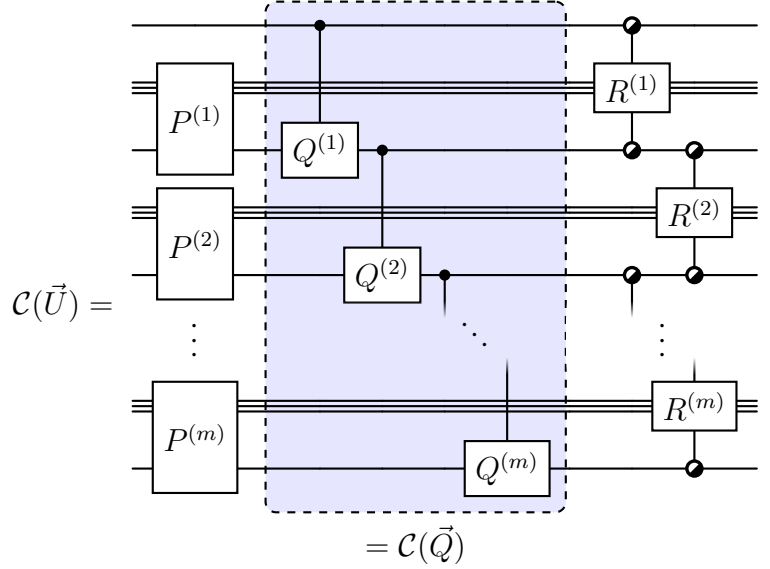 P^{(1)}
R^{(1)}
Q^{(1)}
P^{(2)}
R^{(2)}
Q^{(2)}
\mathcal{C}(\vec{U}) =
⋮ ⋱ ⋮
P^{(m)}
R^{(m)}
Q^{(m)}
= \mathcal{C}(\vec{Q})